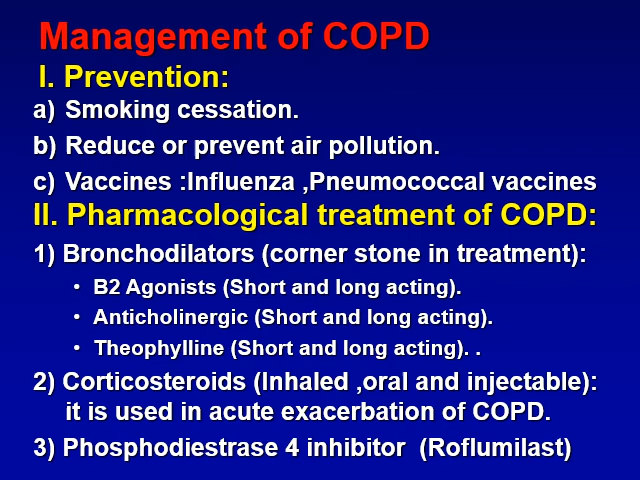 Management of COPD
I. Prevention:
a) Smoking cessation.
b) Reduce or prevent air pollution.
c) Vaccines :Influenza ,Pneumococcal vaccines
II. Pharmacological treatment of COPD:
1) Bronchodilators (corner stone in treatment):
• B2 Agonists (Short and long acting).
• Anticholinergic (Short and long acting).
• Theophylline (Short and long acting). .
2) Corticosteroids (Inhaled ,oral and injectable):
it is used in acute exacerbation of COPD.
3) Phosphodiestrase 4 inhibitor (Roflumilast)